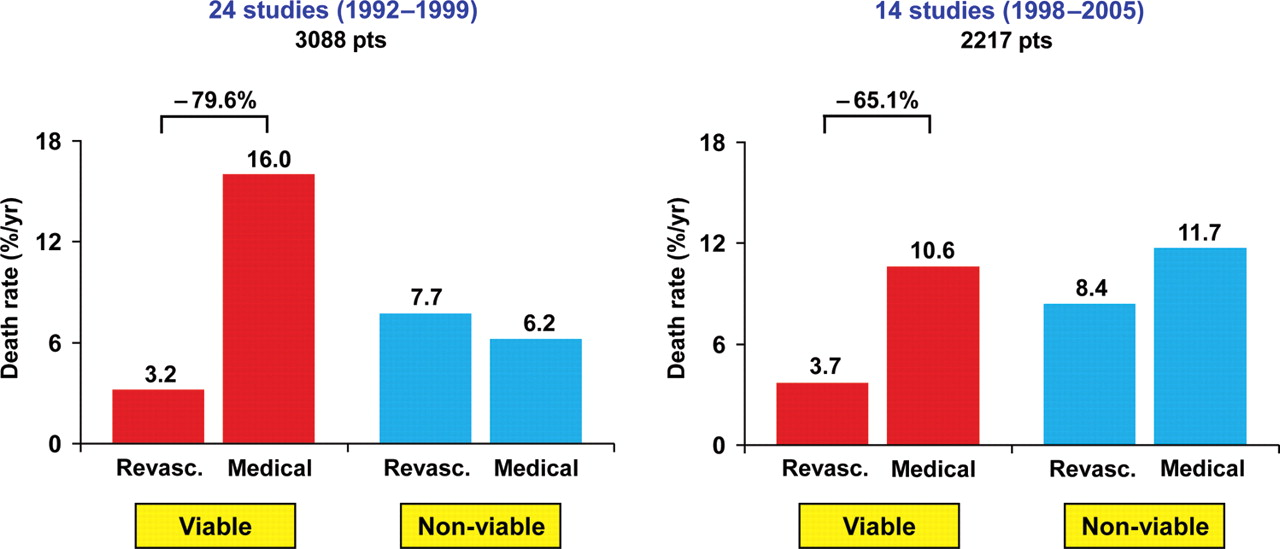 24 studies (1992–1999)
3088 pts
–79.6%
Death rate (%/yr)
18
12
6
0
3.2
16.0
7.7
6.2
Revasc.
Medical
Revasc.
Medical
Viable
Non-viable
14 studies (1998–2005)
2217 pts
–65.1%
Death rate (%/yr)
18
12
6
0
3.7
10.6
8.4
11.7
Revasc.
Medical
Revasc.
Medical
Viable
Non-viable